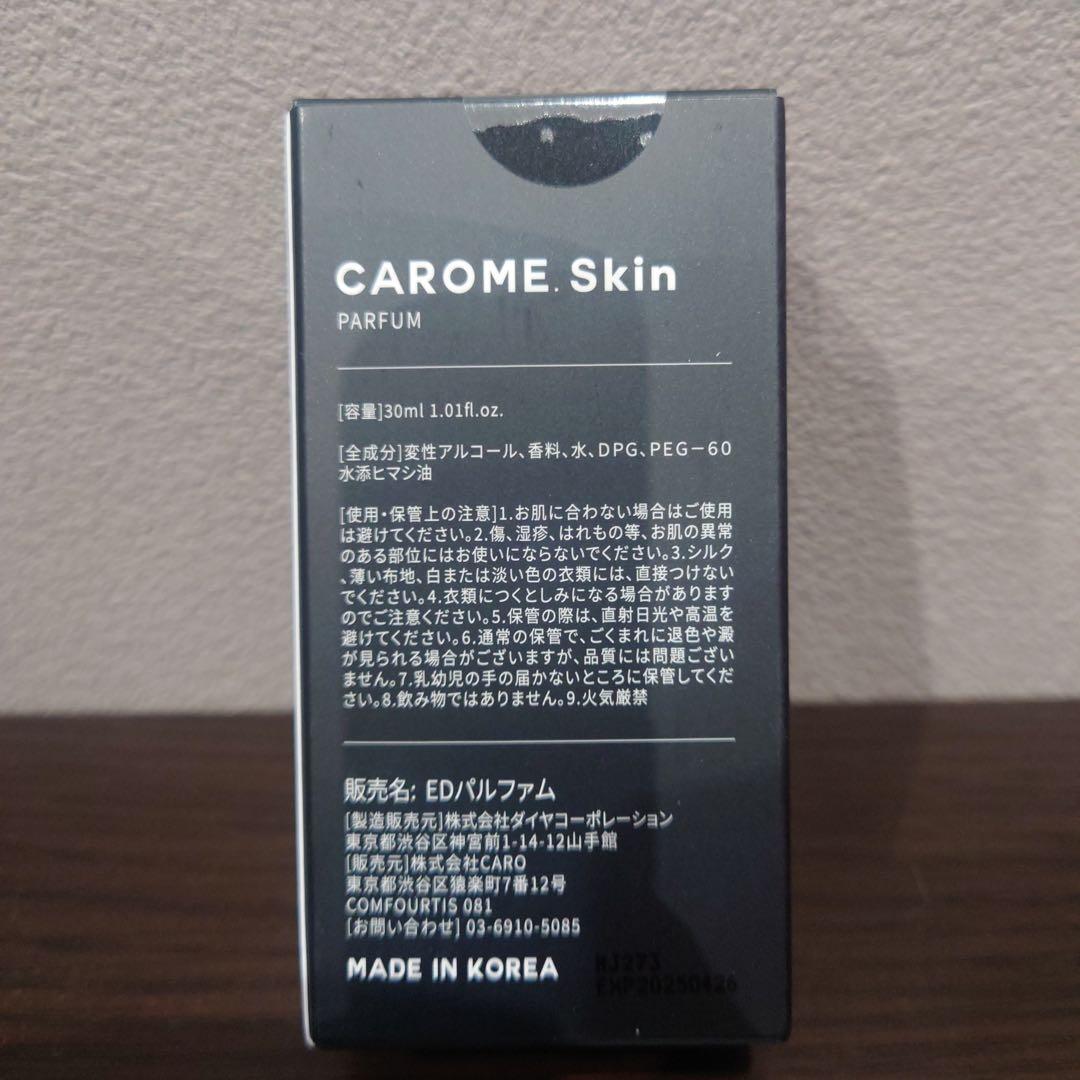 CAROME. Skin
PARFUM
[容量]30ml 1.01fl.oz.
[全成分]変性アルコール、香料、水、DPG、PEG－60
水添ヒマシ油
[使用・保管上の注意]1.お肌に合わない場合はご使用
は避けてください。2.傷、湿疹、はれもの等、お肌の異常
のある部位にはお使いにならないでください。3.シルク
、薄い布地、白または淡い色の衣類には、直接つけない
でください。4.衣類につくとしみになる場合があります
のでご注意ください。5.保管の際は、直射日光や高温を
避けてください。6.通常の保管で、ごくまれに退色や澱
が見られる場合がございますが、品質には問題ござい
ません。7.乳幼児の手の届かないところに保管してくだ
さい。8.飲み物ではありません。9.火気厳禁
販売名: EDパルファム
[製造販売元]株式会社ダイヤコーポレーション
東京都渋谷区神宮前1-14-12山手館
[販売元]株式会社CARO
東京都渋谷区猿楽町7番12号
COMFOURTIS 081
[お問い合わせ] 03-6910-5085
MADE IN KOREA
EXP20250426